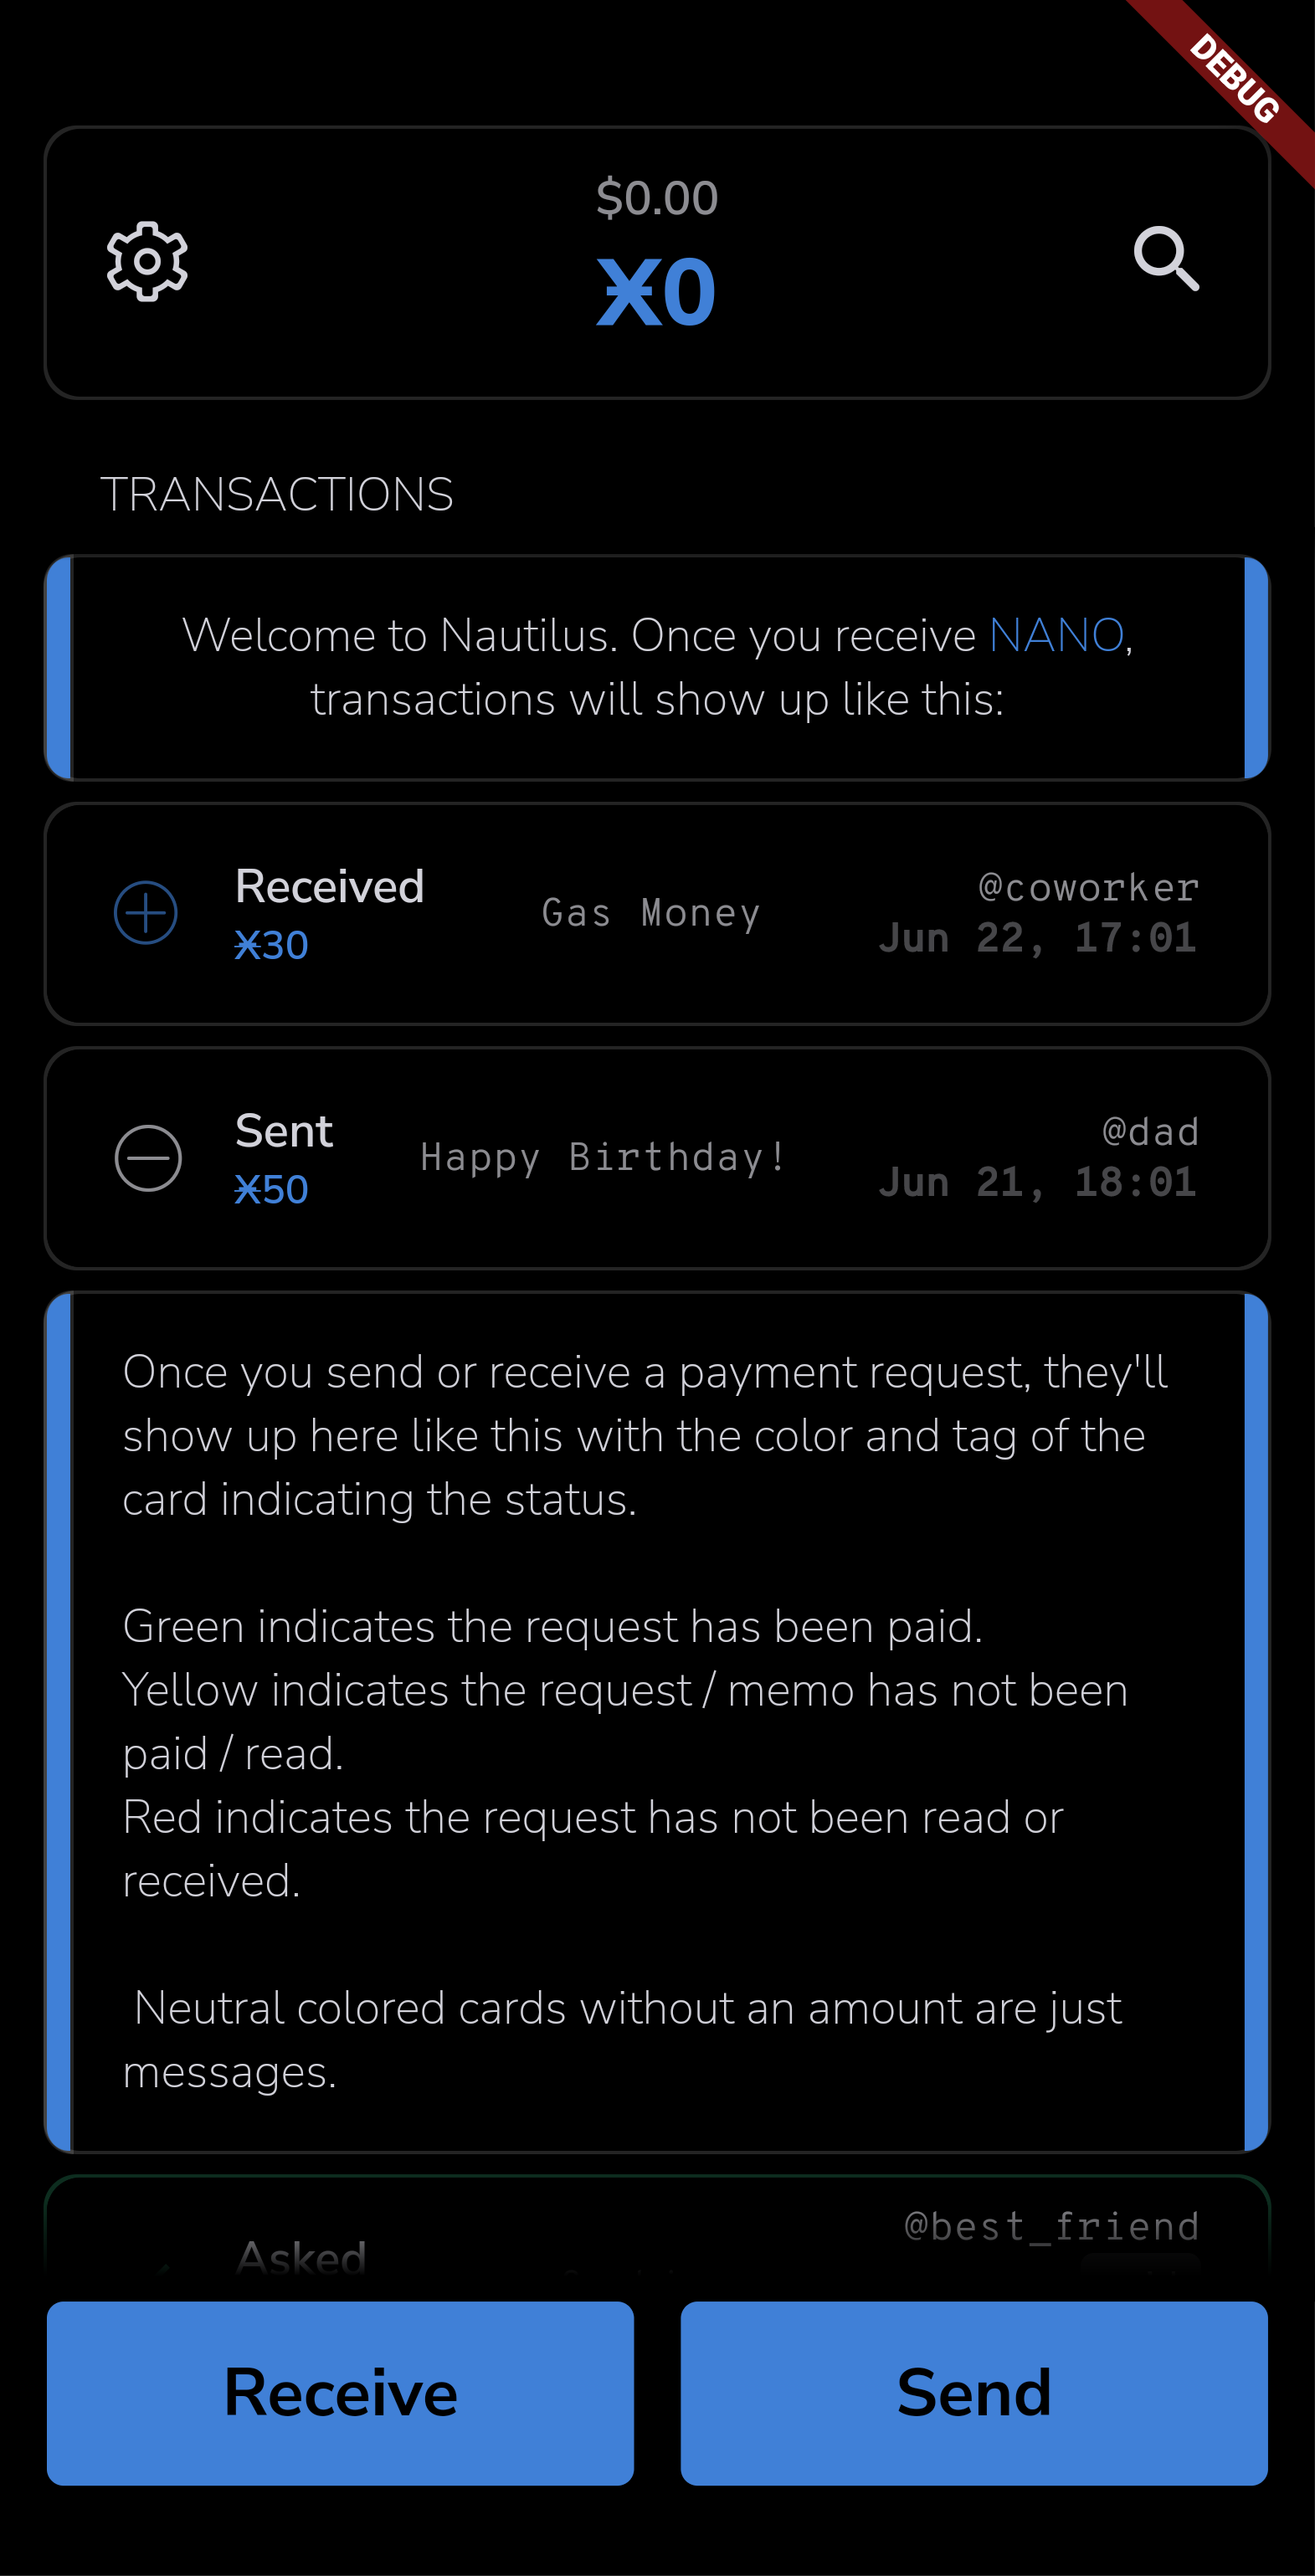 DEBUG
$0.00
Ӿ0
TRANSACTIONS
Welcome to Nautilus. Once you receive NANO,
transactions will show up like this:
Received
Ӿ30
Gas Money
@coworker
Jun 22, 17:01
Sent
Ӿ50
Happy Birthday!
@dad
Jun 21, 18:01
Once you send or receive a payment request, they'll
show up here like this with the color and tag of the
card indicating the status.
Green indicates the request has been paid.
Yellow indicates the request / memo has not been
paid / read.
Red indicates the request has not been read or
received.
Neutral colored cards without an amount are just
messages.
@best_friend
Asked
Receive
Send